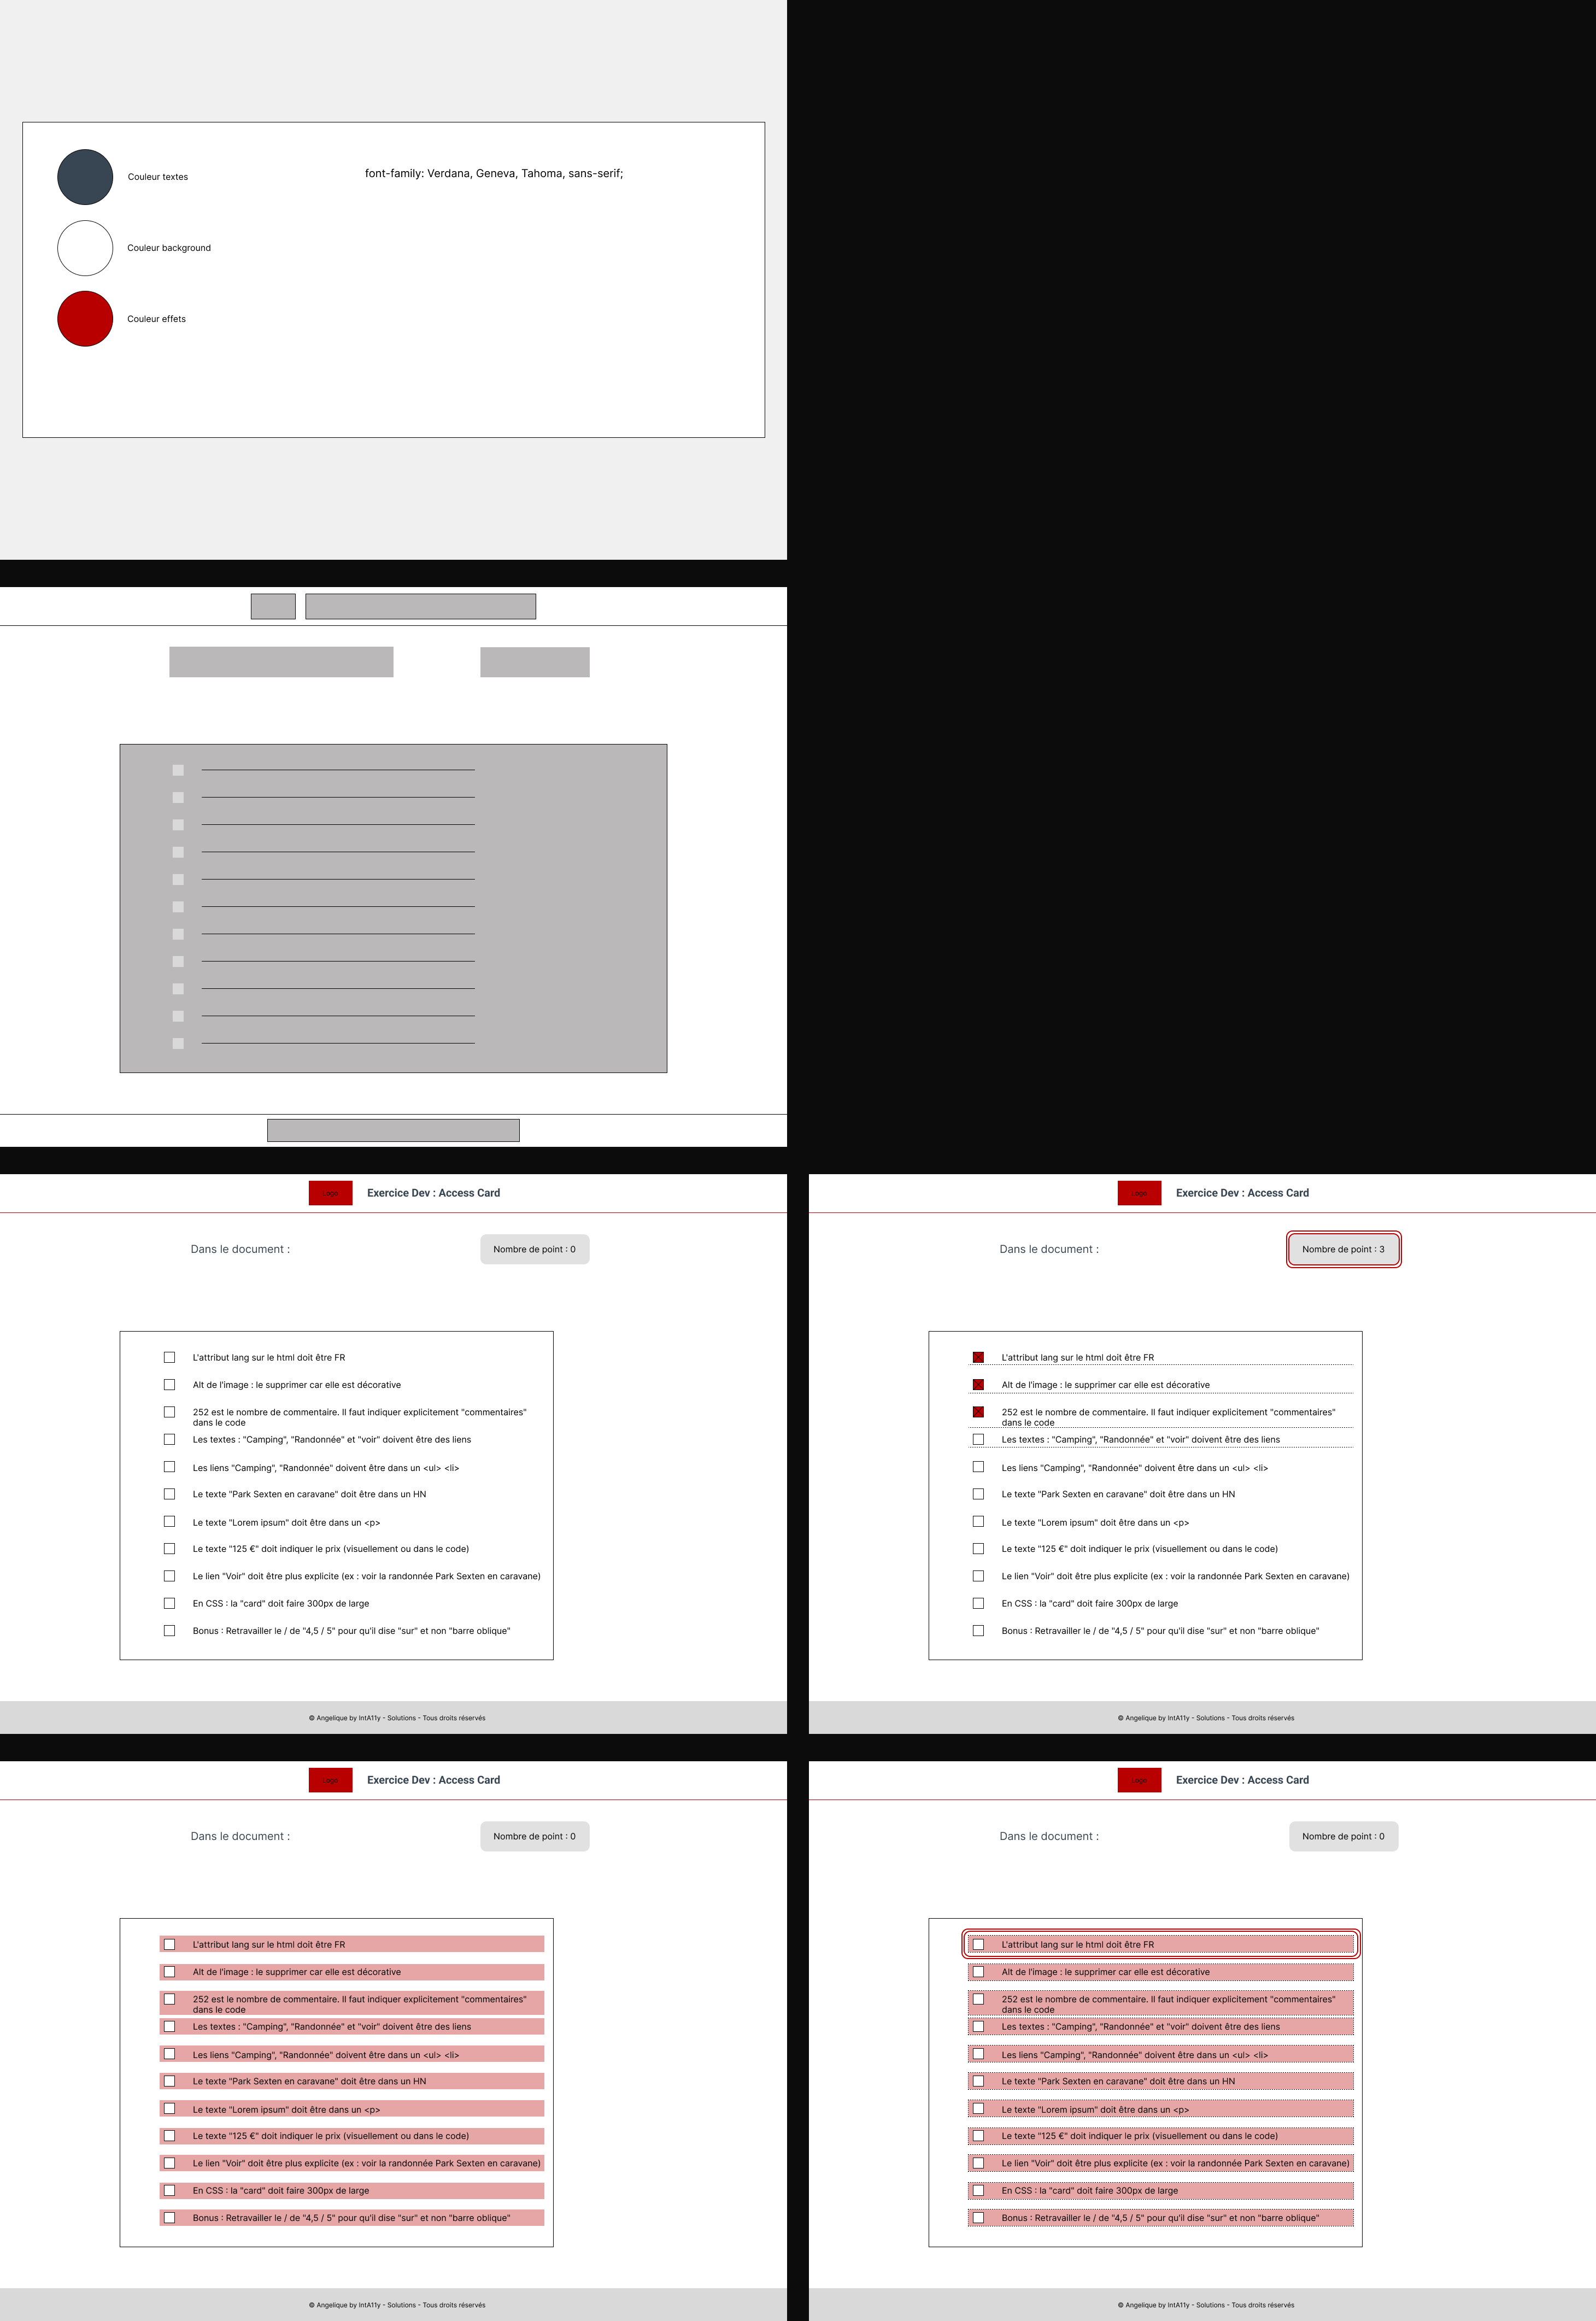 Couleur textes
font-family: Verdana, Geneva, Tahoma, sans-serif;
Couleur background
Couleur effets
Logo
Exercice Dev : Access Card
Dans le document :
Nombre de point : 0
L'attribut lang sur le html doit être FR
Alt de l'image : le supprimer car elle est décorative
252 est le nombre de commentaire. Il faut indiquer explicitement "commentaires"
dans le code
Les textes : "Camping", "Randonnée" et "voir" doivent être des liens
Les liens "Camping", "Randonnée" doivent être dans un <ul> <li>
Le texte "Park Sexten en caravane" doit être dans un HN
Le texte "Lorem ipsum" doit être dans un <p>
Le texte "125 €" doit indiquer le prix (visuellement ou dans le code)
Le lien "Voir" doit être plus explicite (ex : voir la randonnée Park Sexten en caravane)
En CSS : la "card" doit faire 300px de large
Bonus : Retravailler le / de "4,5 / 5" pour qu'il dise "sur" et non "barre oblique"
© Angelique by IntA11y - Solutions - Tous droits réservés
Logo
Exercice Dev : Access Card
Dans le document :
Nombre de point : 3
L'attribut lang sur le html doit être FR
Alt de l'image : le supprimer car elle est décorative
252 est le nombre de commentaire. Il faut indiquer explicitement "commentaires"
dans le code
Les textes : "Camping", "Randonnée" et "voir" doivent être des liens
Les liens "Camping", "Randonnée" doivent être dans un <ul> <li>
Le texte "Park Sexten en caravane" doit être dans un HN
Le texte "Lorem ipsum" doit être dans un <p>
Le texte "125 €" doit indiquer le prix (visuellement ou dans le code)
Le lien "Voir" doit être plus explicite (ex : voir la randonnée Park Sexten en caravane)
En CSS : la "card" doit faire 300px de large
Bonus : Retravailler le / de "4,5 / 5" pour qu'il dise "sur" et non "barre oblique"
© Angelique by IntA11y - Solutions - Tous droits réservés
Logo
Exercice Dev : Access Card
Dans le document :
Nombre de point : 0
L'attribut lang sur le html doit être FR
Alt de l'image : le supprimer car elle est décorative
252 est le nombre de commentaire. Il faut indiquer explicitement "commentaires"
dans le code
Les textes : "Camping", "Randonnée" et "voir" doivent être des liens
Les liens "Camping", "Randonnée" doivent être dans un <ul> <li>
Le texte "Park Sexten en caravane" doit être dans un HN
Le texte "Lorem ipsum" doit être dans un <p>
Le texte "125 €" doit indiquer le prix (visuellement ou dans le code)
Le lien "Voir" doit être plus explicite (ex : voir la randonnée Park Sexten en caravane)
En CSS : la "card" doit faire 300px de large
Bonus : Retravailler le / de "4,5 / 5" pour qu'il dise "sur" et non "barre oblique"
© Angelique by IntA11y - Solutions - Tous droits réservés
Logo
Exercice Dev : Access Card
Dans le document :
Nombre de point : 0
L'attribut lang sur le html doit être FR
Alt de l'image : le supprimer car elle est décorative
252 est le nombre de commentaire. Il faut indiquer explicitement "commentaires"
dans le code
Les textes : "Camping", "Randonnée" et "voir" doivent être des liens
Les liens "Camping", "Randonnée" doivent être dans un <ul> <li>
Le texte "Park Sexten en caravane" doit être dans un HN
Le texte "Lorem ipsum" doit être dans un <p>
Le texte "125 €" doit indiquer le prix (visuellement ou dans le code)
Le lien "Voir" doit être plus explicite (ex : voir la randonnée Park Sexten en caravane)
En CSS : la "card" doit faire 300px de large
Bonus : Retravailler le / de "4,5 / 5" pour qu'il dise "sur" et non "barre oblique"
© Angelique by IntA11y - Solutions - Tous droits réservés